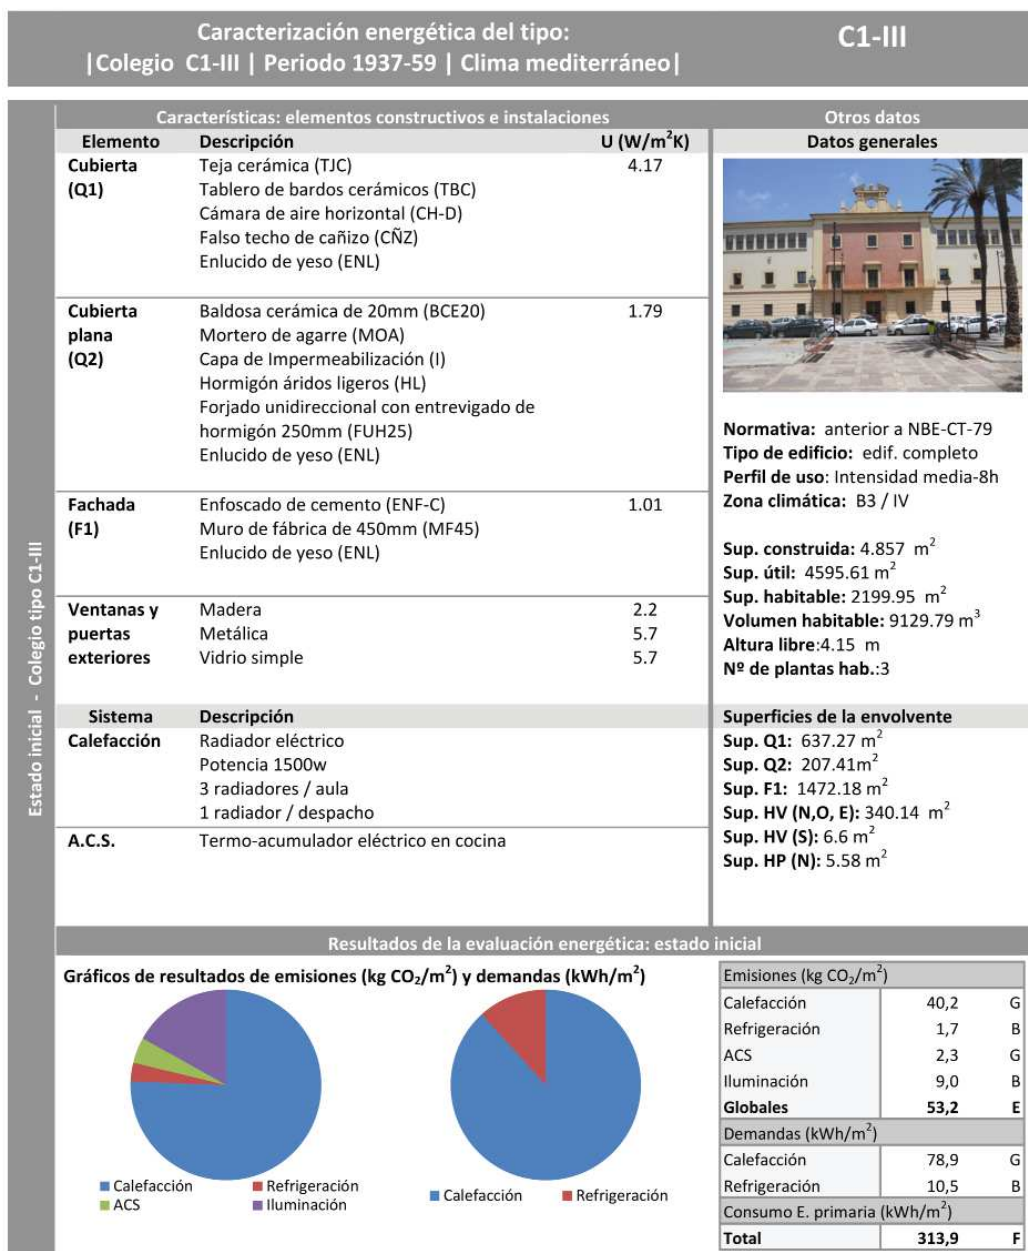 Caracterización energética del tipo:
|Colegio C1-III | Periodo 1937-59 | Clima mediterráneo|
C1-III
Estado inicial - Colegio tipo C1-III
Características: elementos constructivos e instalaciones
Elemento Descripción U (W/m²K)
Cubierta Teja cerámica (TJC) 4.17
(Q1) Tablero de bardos cerámicos (TBC)
Cámara de aire horizontal (CH-D)
Falso techo de cañizo (CÑZ)
Enlucido de yeso (ENL)
Cubierta Baldosa cerámica de 20mm (BCE20) 1.79
plana Mortero de agarre (MOA)
(Q2) Capa de Impermeabilización (I)
Hormigón áridos ligeros (HL)
Forjado unidireccional con entrevigado de
hormigón 250mm (FUH25)
Enlucido de yeso (ENL)
Fachada Enfoscado de cemento (ENF-C) 1.01
(F1) Muro de fábrica de 450mm (MF45)
Enlucido de yeso (ENL)
Ventanas y Madera 2.2
puertas Metálica 5.7
exteriores Vidrio simple 5.7
Sistema Descripción
Calefacción Radiador eléctrico
Potencia 1500w
3 radiadores / aula
1 radiador / despacho
A.C.S. Termo-acumulador eléctrico en cocina
Otros datos
Datos generales
Normativa: anterior a NBE-CT-79
Tipo de edificio: edif. completo
Perfil de uso: Intensidad media-8h
Zona climática: B3 / IV
Sup. construida: 4.857 m²
Sup. útil: 4595.61 m²
Sup. habitable: 2199.95 m²
Volumen habitable: 9129.79 m³
Altura libre:4.15 m
Nº de plantas hab.:3
Superficies de la envolvente
Sup. Q1: 637.27 m²
Sup. Q2: 207.41m²
Sup. F1: 1472.18 m²
Sup. HV (N,O, E): 340.14 m²
Sup. HV (S): 6.6 m²
Sup. HP (N): 5.58 m²
Resultados de la evaluación energética: estado inicial
Gráficos de resultados de emisiones (kg CO₂/m²) y demandas (kWh/m²)
Calefacción Refrigeración
ACS Iluminación
Calefacción Refrigeración
Emisiones (kg CO₂/m²)
Calefacción 40,2 G
Refrigeración 1,7 B
ACS 2,3 G
Iluminación 9,0 B
Globales 53,2 E
Demandas (kWh/m²)
Calefacción 78,9 G
Refrigeración 10,5 B
Consumo E. primaria (kWh/m²)
Total 313,9 F